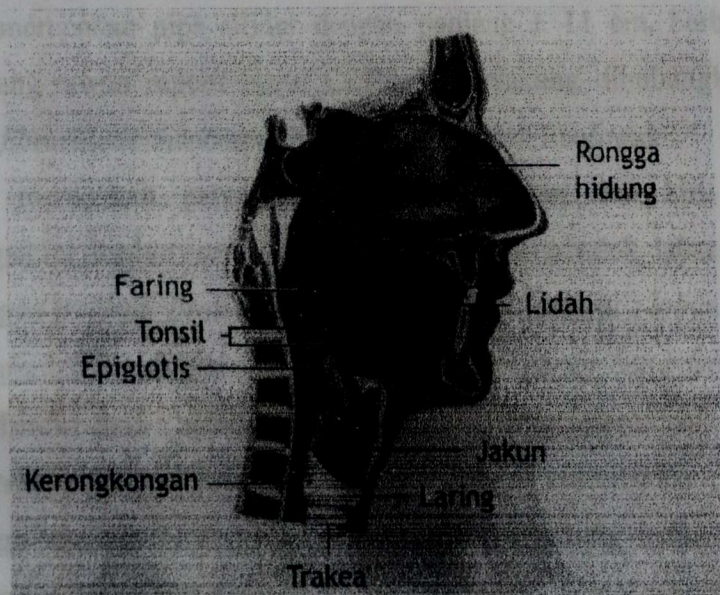 Rongga
hidung
Faring
Lidah
Tonsil
Epiglotis
Jakun
Kerongkongan
Laring
Trakea